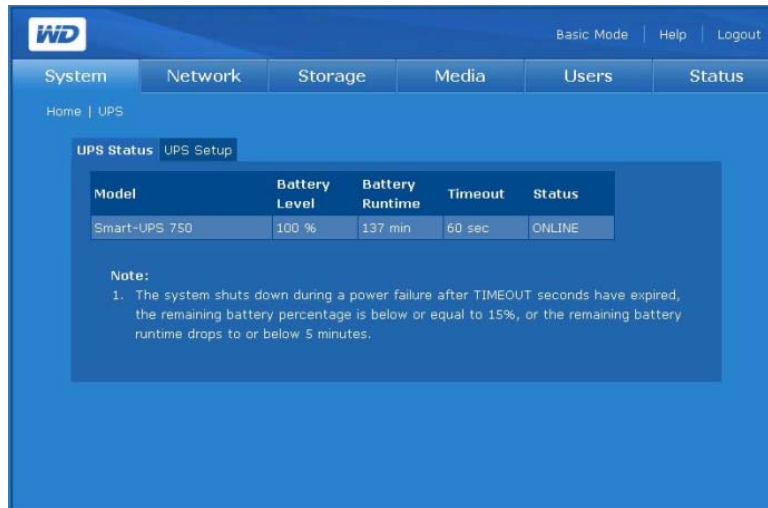 WD
Basic Mode | Help | Logout
System Network Storage Media Users Status
Home | UPS
UPS Status UPS Setup
Model Battery Level Battery Runtime Timeout Status
Smart-UPS 750 100 % 137 min 60 sec ONLINE
Note:
1. The system shuts down during a power failure after TIMEOUT seconds have expired,
the remaining battery percentage is below or equal to 15%, or the remaining battery
runtime drops to or below 5 minutes.